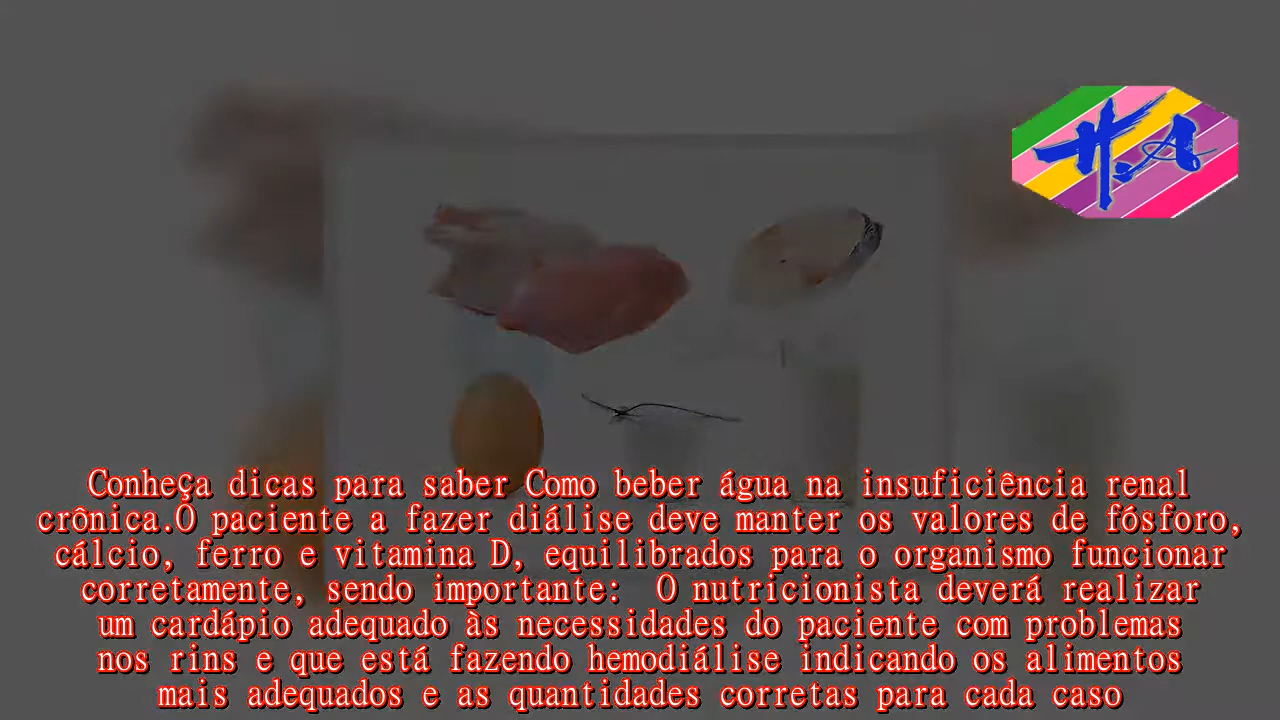 H.A
Conheça dicas para saber Como beber água na insuficiência renal
crônica.O paciente a fazer diálise deve manter os valores de fósforo,
cálcio, ferro e vitamina D, equilibrados para o organismo funcionar
corretamente, sendo importante:  O nutricionista deverá realizar
um cardápio adequado às necessidades do paciente com problemas
nos rins e que está fazendo hemodiálise indicando os alimentos
mais adequados e as quantidades corretas para cada caso